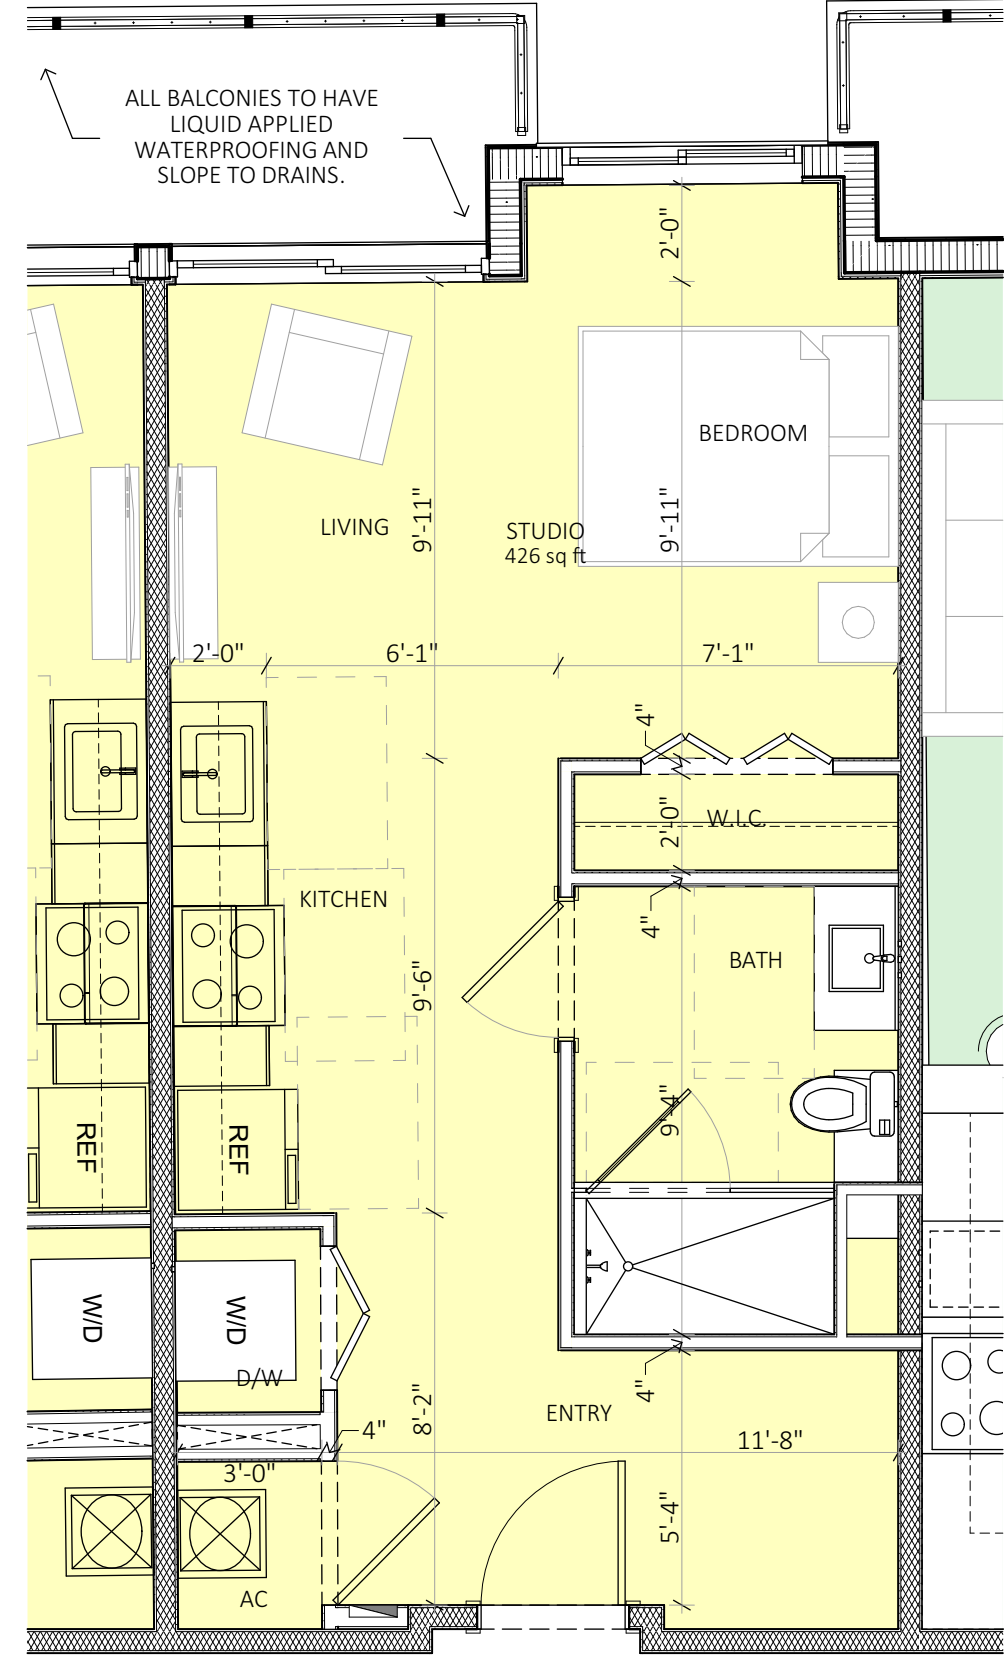 ALL BALCONIES TO HAVE
LIQUID APPLIED
WATERPROOFING AND
SLOPE TO DRAINS.
2'-0"
BEDROOM
LIVING
9'-11"
STUDIO
426 sq ft
9'-11"
2'-0"
6'-1"
7'-1"
4"
2'-0"
W.I.C.
KITCHEN
4"
BATH
9'-6"
9'-4"
REF
REF
W/D
W/D
D/W
4"
8'-2"
ENTRY
4"
11'-8"
3'-0"
5'-4"
AC